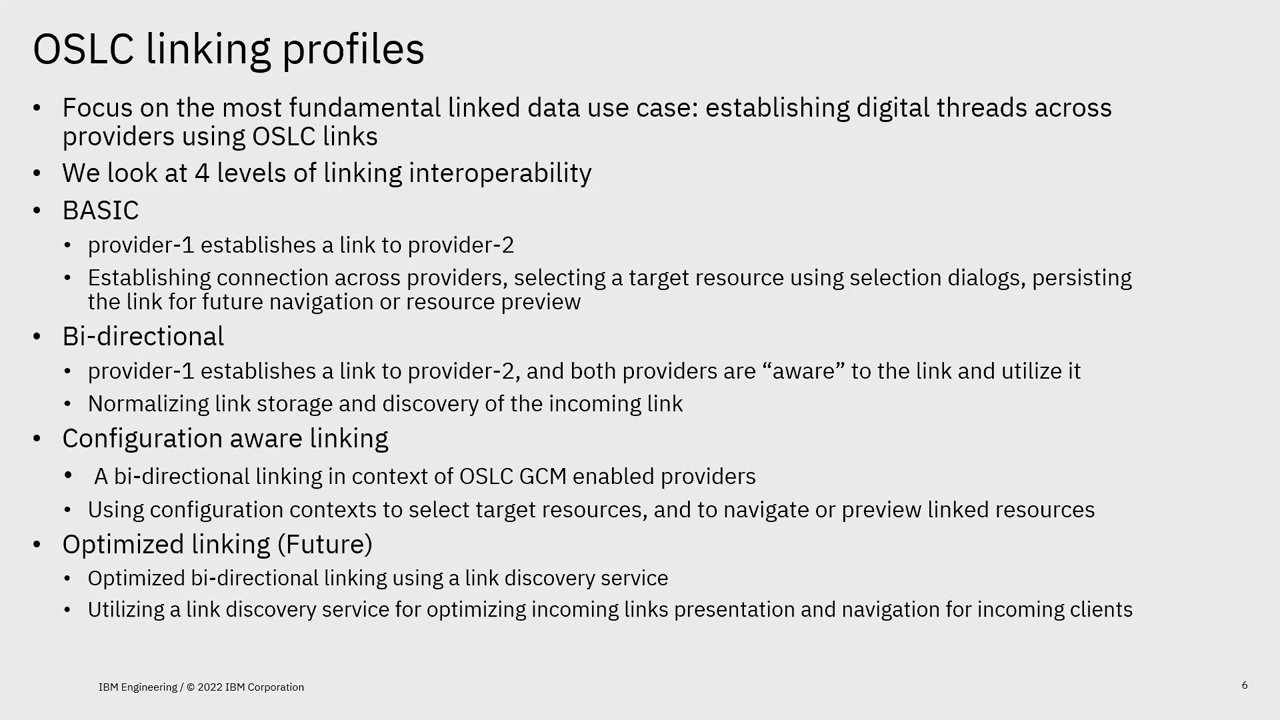 OSLC linking profiles
• Focus on the most fundamental linked data use case: establishing digital threads across
providers using OSLC links
• We look at 4 levels of linking interoperability
• BASIC
• provider-1 establishes a link to provider-2
• Establishing connection across providers, selecting a target resource using selection dialogs, persisting
the link for future navigation or resource preview
• Bi-directional
• provider-1 establishes a link to provider-2, and both providers are “aware” to the link and utilize it
• Normalizing link storage and discovery of the incoming link
• Configuration aware linking
• A bi-directional linking in context of OSLC GCM enabled providers
• Using configuration contexts to select target resources, and to navigate or preview linked resources
• Optimized linking (Future)
• Optimized bi-directional linking using a link discovery service
• Utilizing a link discovery service for optimizing incoming links presentation and navigation for incoming clients
IBM Engineering / © 2022 IBM Corporation
6